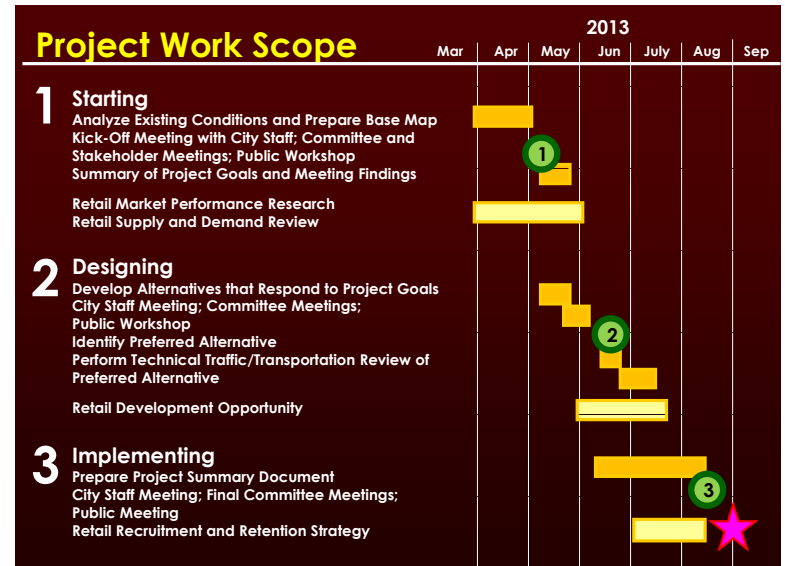 2013
Project Work Scope
Mar Apr May Jun July Aug Sep
1 Starting
Analyze Existing Conditions and Prepare Base Map
Kick-Off Meeting with City Staff; Committee and
Stakeholder Meetings; Public Workshop
1
Summary of Project Goals and Meeting Findings
Retail Market Performance Research
Retail Supply and Demand Review
2 Designing
Develop Alternatives that Respond to Project Goals
City Staff Meeting; Committee Meetings;
Public Workshop
2
Identify Preferred Alternative
Perform Technical Traffic/Transportation Review of
Preferred Alternative
Retail Development Opportunity
3 Implementing
Prepare Project Summary Document
City Staff Meeting; Final Committee Meetings;
3
Public Meeting
Retail Recruitment and Retention Strategy